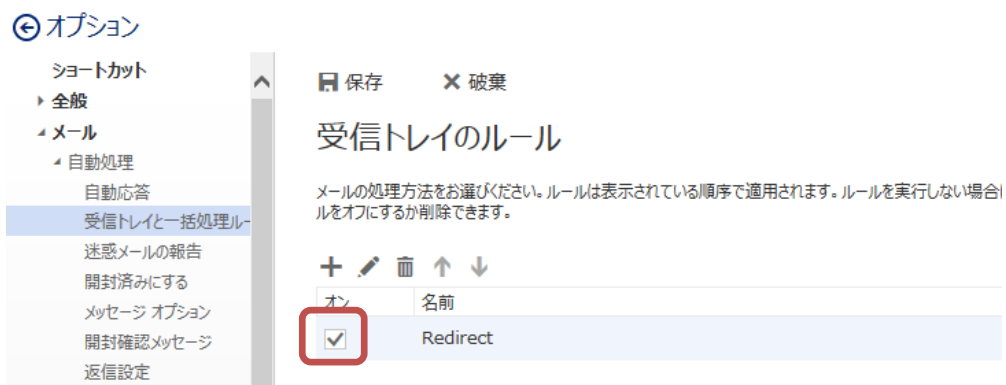 オプション
ショートカット
全般
メール
自動処理
自動応答
受信トレイと一括処理ルー
迷惑メールの報告
開封済みにする
メッセージ オプション
開封確認メッセージ
返信設定
保存 破棄
受信トレイのルール
メールの処理方法をお選びください。ルールは表示されている順序で適用されます。ルールを実行しない場合は
ルをオフにするか削除できます。
オン 名前
Redirect